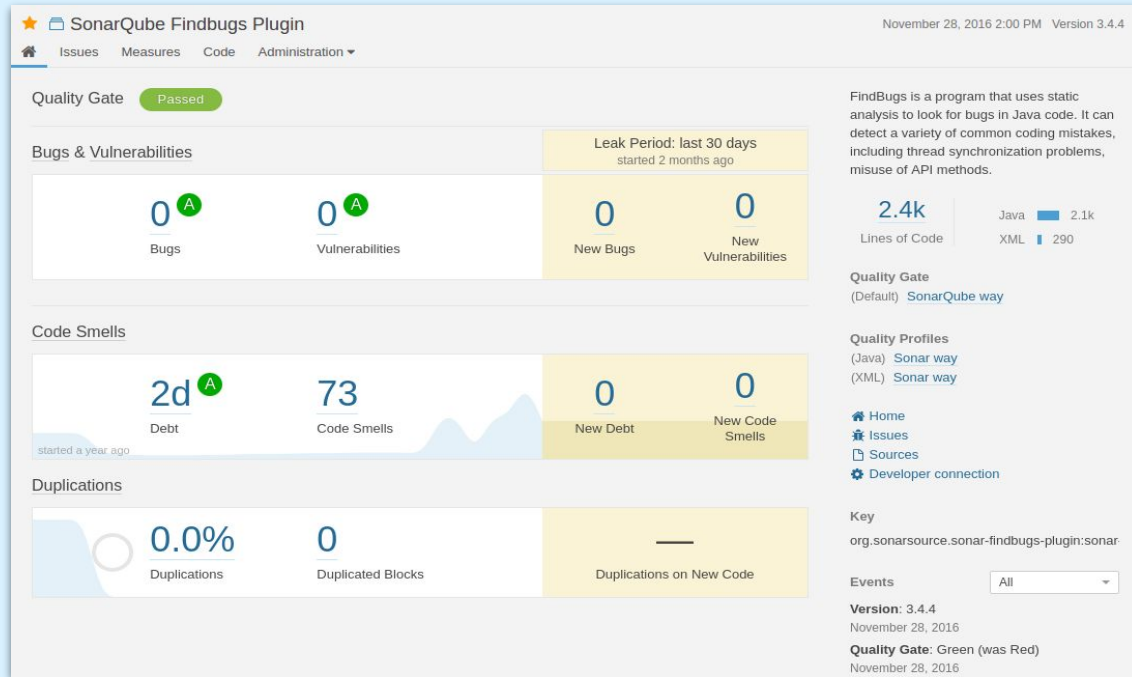 SonarQube Findbugs Plugin
November 28, 2016 2:00 PM Version 3.4.4
Issues Measures Code Administration
Quality Gate Passed
Bugs & Vulnerabilities
Leak Period: last 30 days
started 2 months ago
0 A
Bugs
0 A
Vulnerabilities
0
New Bugs
0
New
Vulnerabilities
Code Smells
2d A
Debt
73
Code Smells
0
New Debt
0
New Code
Smells
started a year ago
Duplications
0.0%
Duplications
0
Duplicated Blocks
—
Duplications on New Code
FindBugs is a program that uses static
analysis to look for bugs in Java code. It can
detect a variety of common coding mistakes,
including thread synchronization problems,
misuse of API methods.
2.4k
Lines of Code
Java 2.1k
XML 290
Quality Gate
(Default) SonarQube way
Quality Profiles
(Java) Sonar way
(XML) Sonar way
Home
Issues
Sources
Developer connection
Key
org.sonarsource.sonar-findbugs-plugin:sonar-
Events All
Version: 3.4.4
November 28, 2016
Quality Gate: Green (was Red)
November 28, 2016